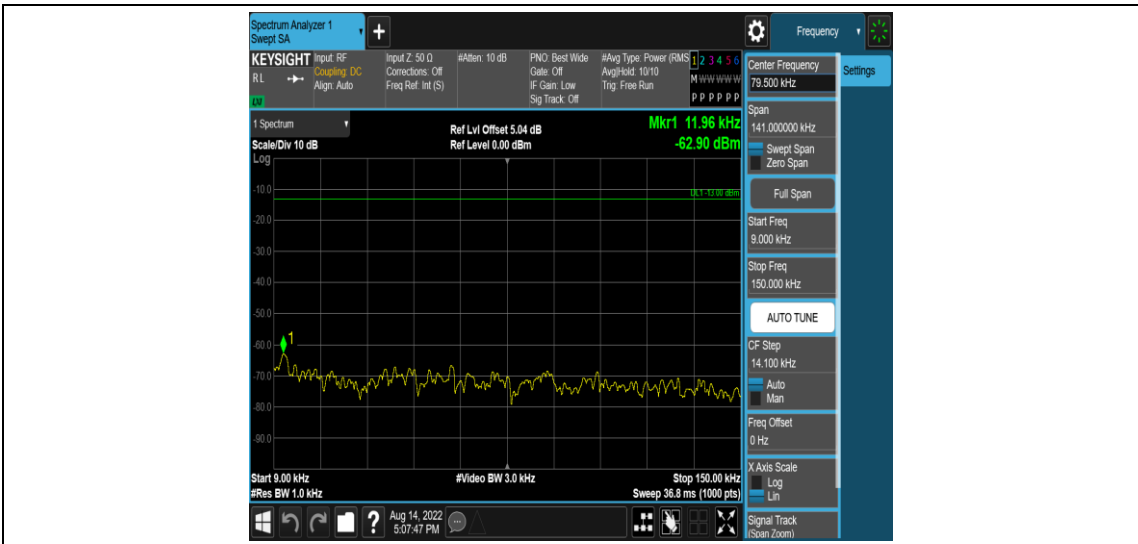 Spectrum Analyzer 1
Swept SA
Frequency
KEYSIGHT
RL
LXI
Input: RF
Coupling: DC
Align: Auto
Input Z: 50 Ω
Corrections: Off
Freq Ref: Int (S)
#Atten: 10 dB
PNO: Best Wide
Gate: Off
IF Gain: Low
Sig Track: Off
#Avg Type: Power (RMS
Avg|Hold: 10/10
Trig: Free Run
1 2 3 4 5 6
M W W W W W
P P P P P P
Center Frequency
79.500 kHz
Settings
1 Spectrum
Scale/Div 10 dB
Log
Ref Lvl Offset 5.04 dB
Ref Level 0.00 dBm
Mkr1 11.96 kHz
-62.90 dBm
Span
141.000000 kHz
Swept Span
Zero Span
Full Span
Start Freq
9.000 kHz
Stop Freq
150.000 kHz
AUTO TUNE
CF Step
14.100 kHz
Auto
Man
Freq Offset
0 Hz
X Axis Scale
Log
Lin
Signal Track
(Span Zoom)
DL1 -13.00 dBm
-10.0
-20.0
-30.0
-40.0
-50.0
-60.0
-70.0
-80.0
-90.0
1
Start 9.00 kHz
#Res BW 1.0 kHz
#Video BW 3.0 kHz
Stop 150.00 kHz
Sweep 36.8 ms (1000 pts)
Aug 14, 2022
5:07:47 PM